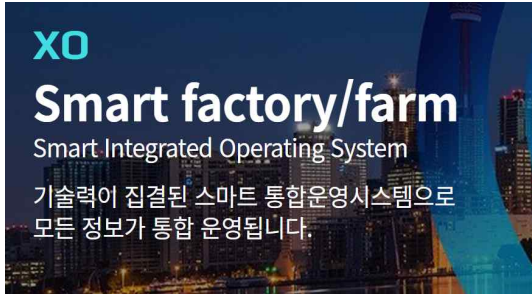 XO
Smart factory/farm
Smart Integrated Operating System
기술력이 집결된 스마트 통합운영시스템으로
모든 정보가 통합 운영됩니다.